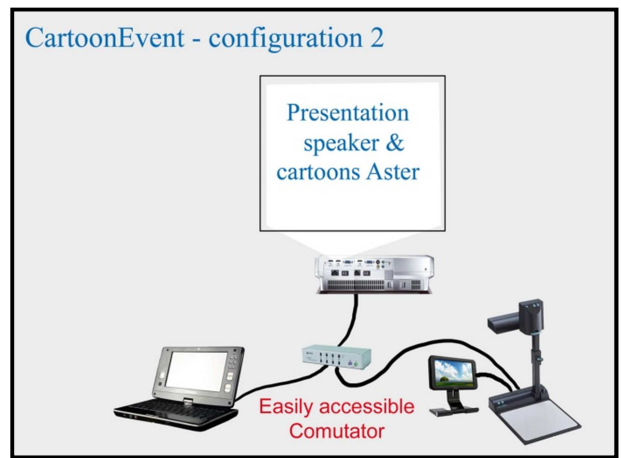 CartoonEvent - configuration 2
Presentation
speaker &
cartoons Aster
Easily accessible
Comutator